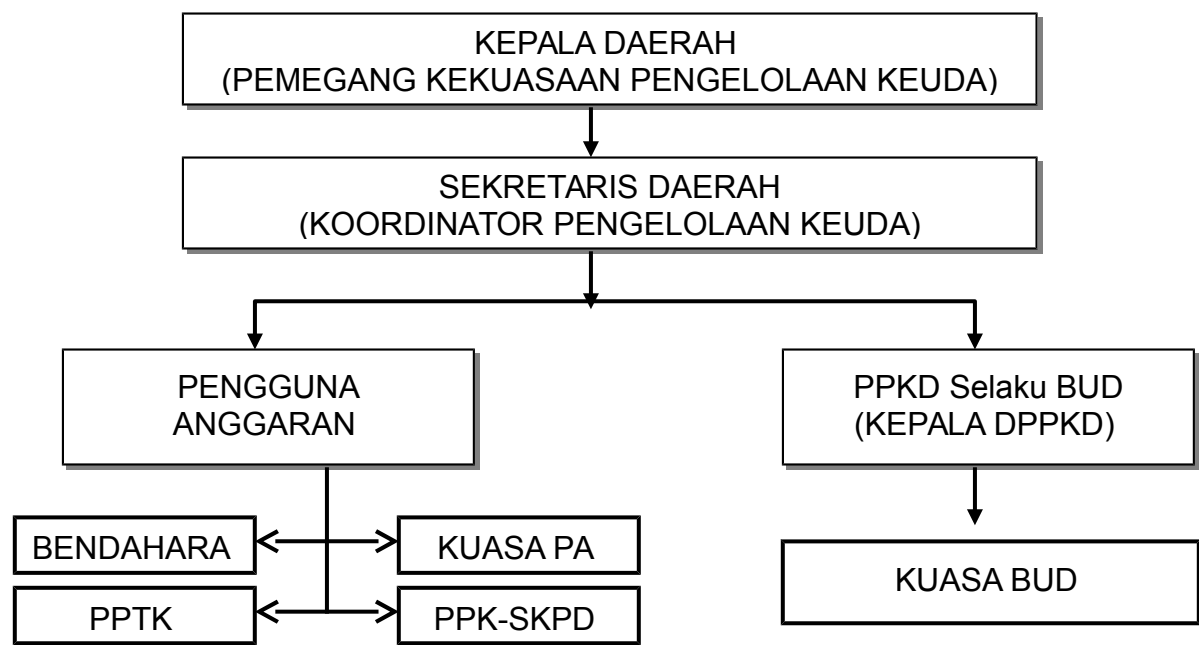 KEPALA DAERAH
(PEMEGANG KEKUASAAN PENGELOLAAN KEUDA)
SEKRETARIS DAERAH
(KOORDINATOR PENGELOLAAN KEUDA)
PENGGUNA
ANGGARAN
PPKD Selaku BUD
(KEPALA DPPKD)
BENDAHARA
KUASA PA
PPTK
PPK-SKPD
KUASA BUD